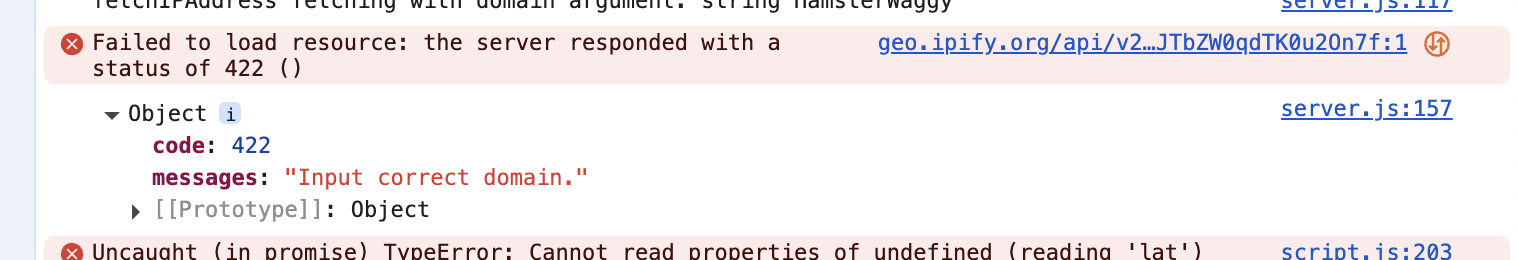 fetchIPAddress fetching with domain argument: string HamsterWaggy server.js:117
Failed to load resource: the server responded with a geo.ipify.org/api/v2…JTbZW0qdTK0u2On7f:1
status of 422 ()
Object i server.js:157
code: 422
messages: "Input correct domain."
[[Prototype]]: Object
Uncaught (in promise) TypeError: Cannot read properties of undefined (reading 'lat') script.js:203